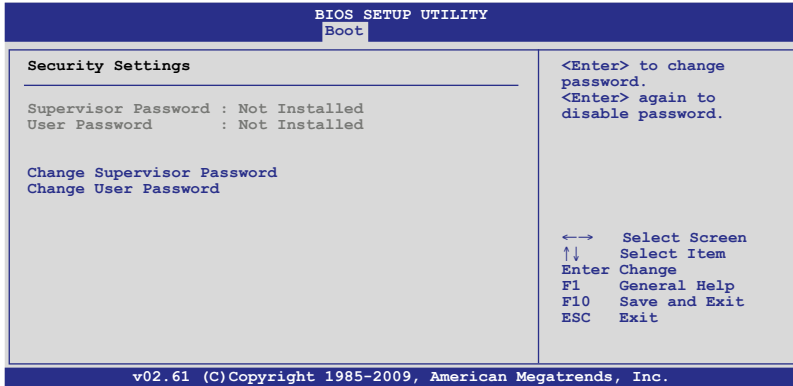 BIOS SETUP UTILITY
Boot
Security Settings
Supervisor Password : Not Installed
User Password : Not Installed
Change Supervisor Password
Change User Password
<Enter> to change
password.
<Enter> again to
disable password.
←→ Select Screen
↑↓ Select Item
Enter Change
F1 General Help
F10 Save and Exit
ESC Exit
v02.61 (C)Copyright 1985-2009, American Megatrends, Inc.